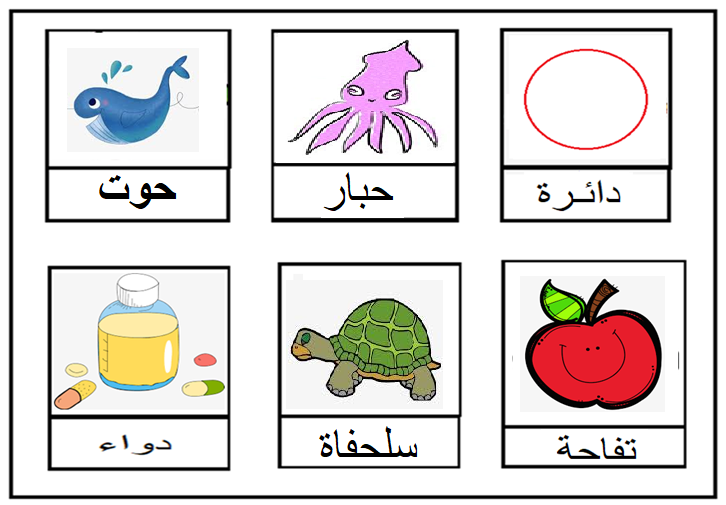 دائرة
حبار
حوت
تفاحة
سلحفاة
دواء